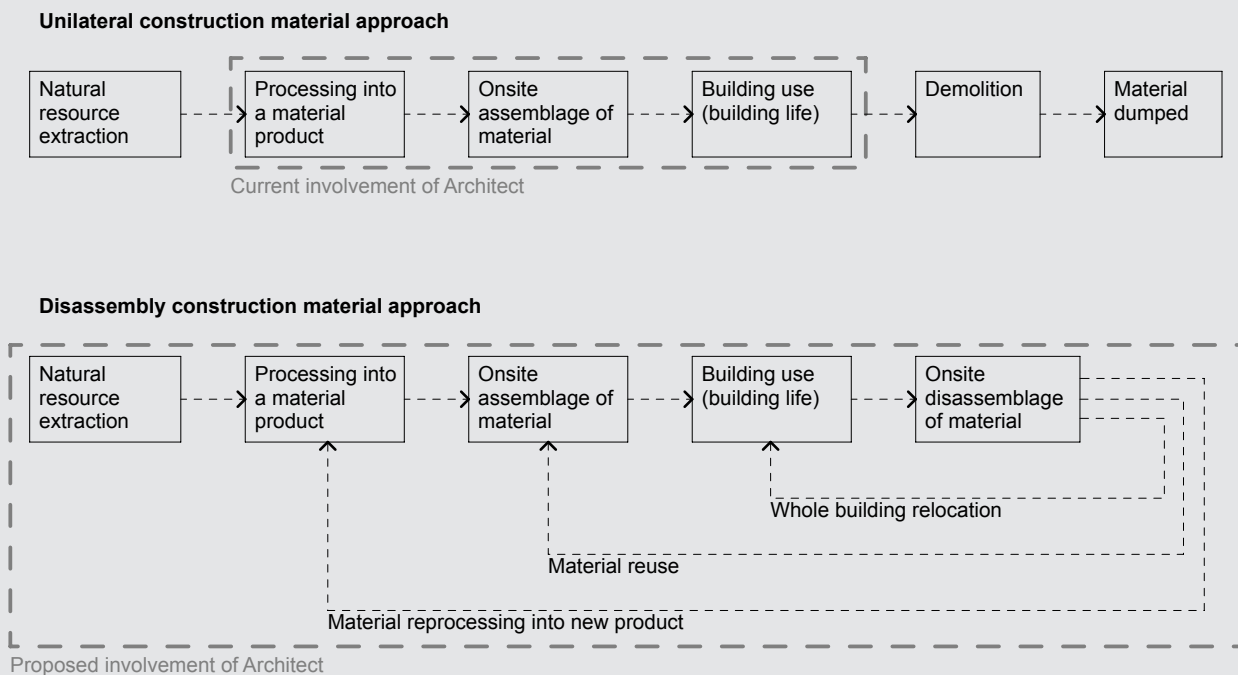 Unilateral construction material approach
Natural
resource
extraction
Processing into
a material
product
Onsite
assemblage of
material
Building use
(building life)
Demolition
Material
dumped
Current involvement of Architect
Disassembly construction material approach
Natural
resource
extraction
Processing into
a material
product
Onsite
assemblage of
material
Building use
(building life)
Onsite
disassemblage
of material
Whole building relocation
Material reuse
Material reprocessing into new product
Proposed involvement of Architect